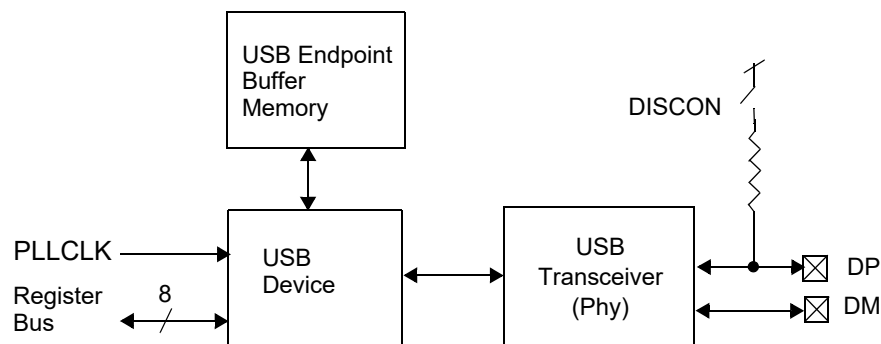 USB Endpoint
Buffer
Memory
DISCON
PLLCLK
Register
Bus
8
USB
Device
USB
Transceiver
(Phy)
DP
DM